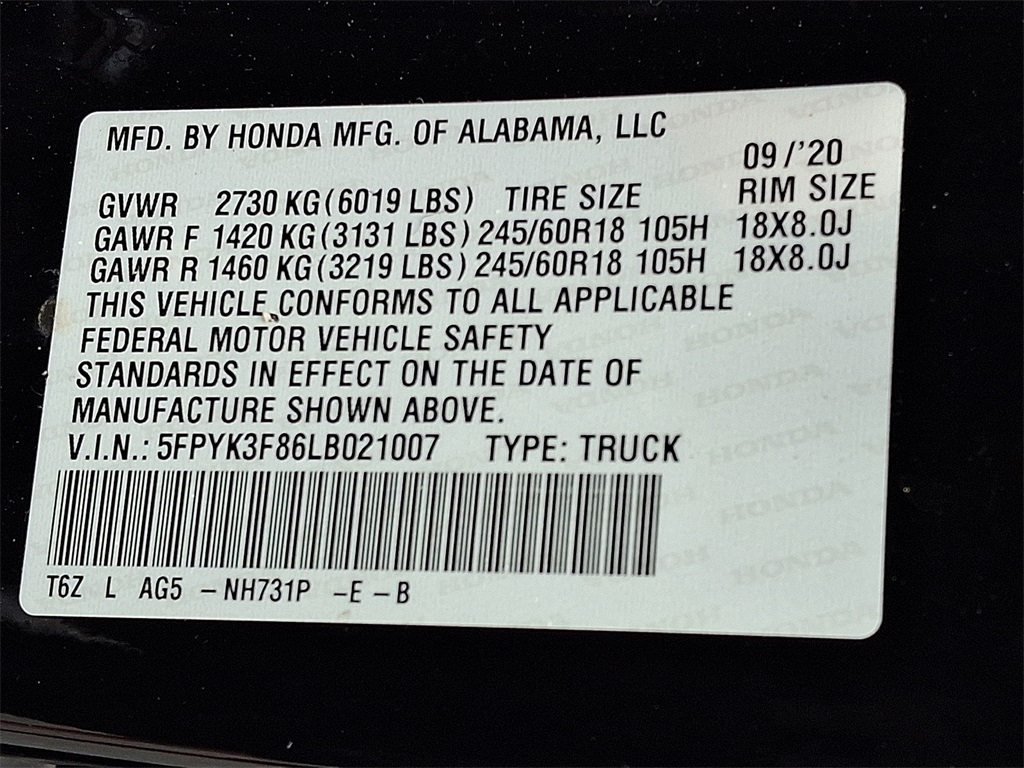 MFD. BY HONDA MFG. OF ALABAMA, LLC
09/'20
GVWR 2730 KG(6019 LBS) TIRE SIZE RIM SIZE
GAWR F 1420 KG(3131 LBS) 245/60R18 105H 18X8.0J
GAWR R 1460 KG(3219 LBS) 245/60R18 105H 18X8.0J
THIS VEHICLE CONFORMS TO ALL APPLICABLE
FEDERAL MOTOR VEHICLE SAFETY
STANDARDS IN EFFECT ON THE DATE OF
MANUFACTURE SHOWN ABOVE.
V.I.N.: 5FPYK3F86LB021007 TYPE: TRUCK
T6Z L AG5 -NH731P -E -B